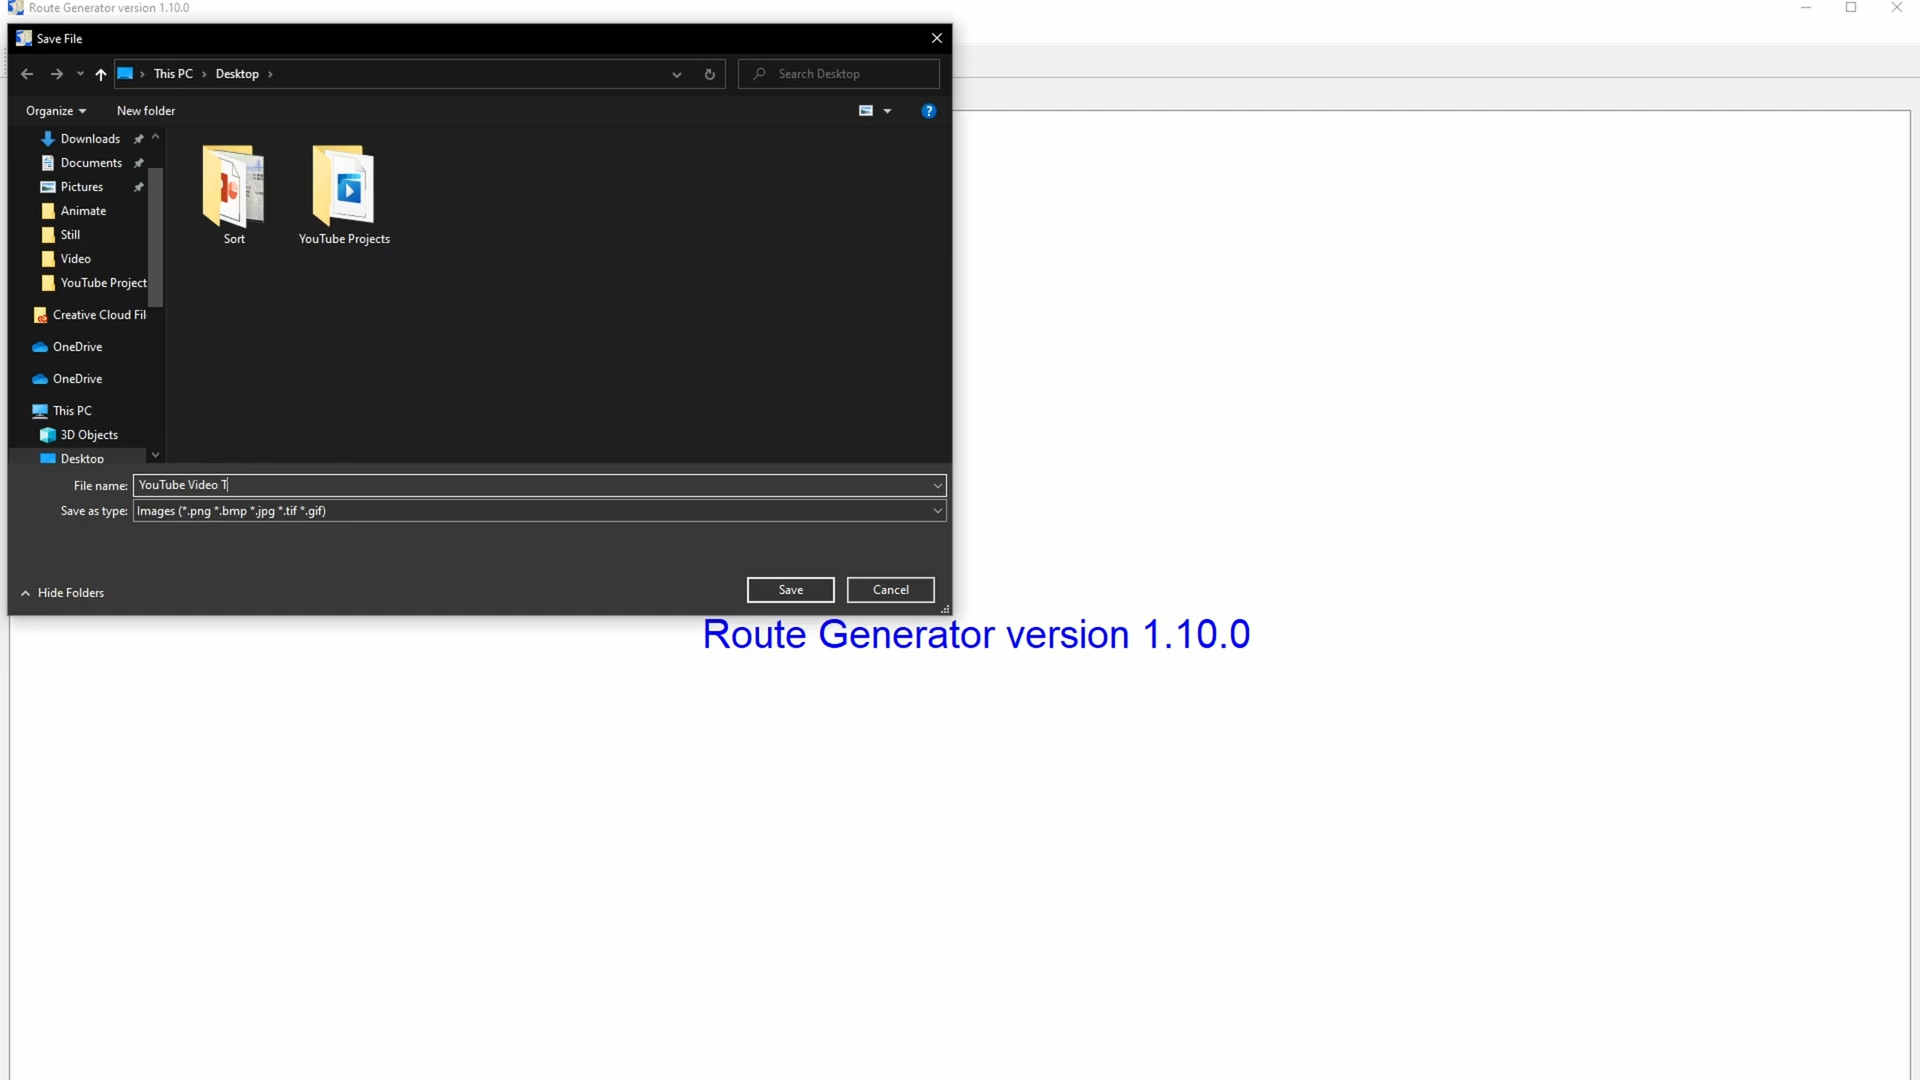 Route Generator version 1.10.0
Save File
This PC
Desktop
Search Desktop
Organize
New folder
Downloads
Documents
Pictures
Animate
Still
Video
YouTube Project
Creative Cloud Fil
OneDrive
OneDrive
This PC
3D Objects
Desktop
Sort
YouTube Projects
File name: YouTube Video T
Save as type: Images (*.png *.bmp *.jpg *.tif *.gif)
Hide Folders
Save
Cancel
Route Generator version 1.10.0